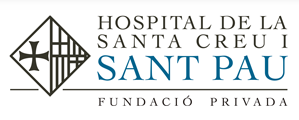 HOSPITAL DE LA
SANTA CREU I
SANT PAU
FUNDACIÓ PRIVADA